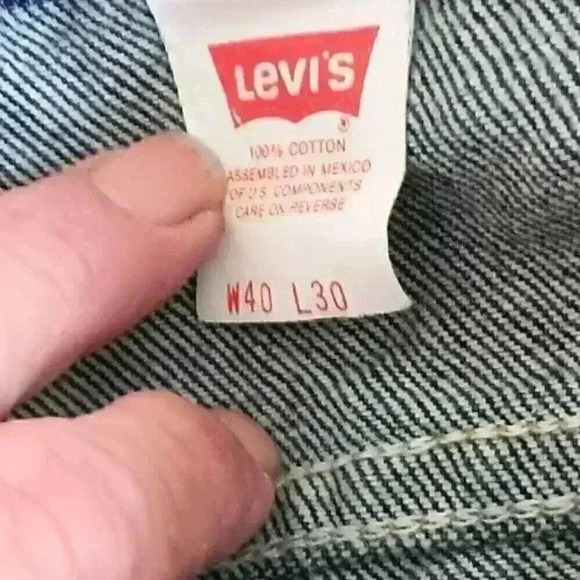 LeVI'S
®
100% COTTON
ASSEMBLED IN MEXICO
OF U.S. COMPONENTS
CARE ON REVERSE
W40 L30